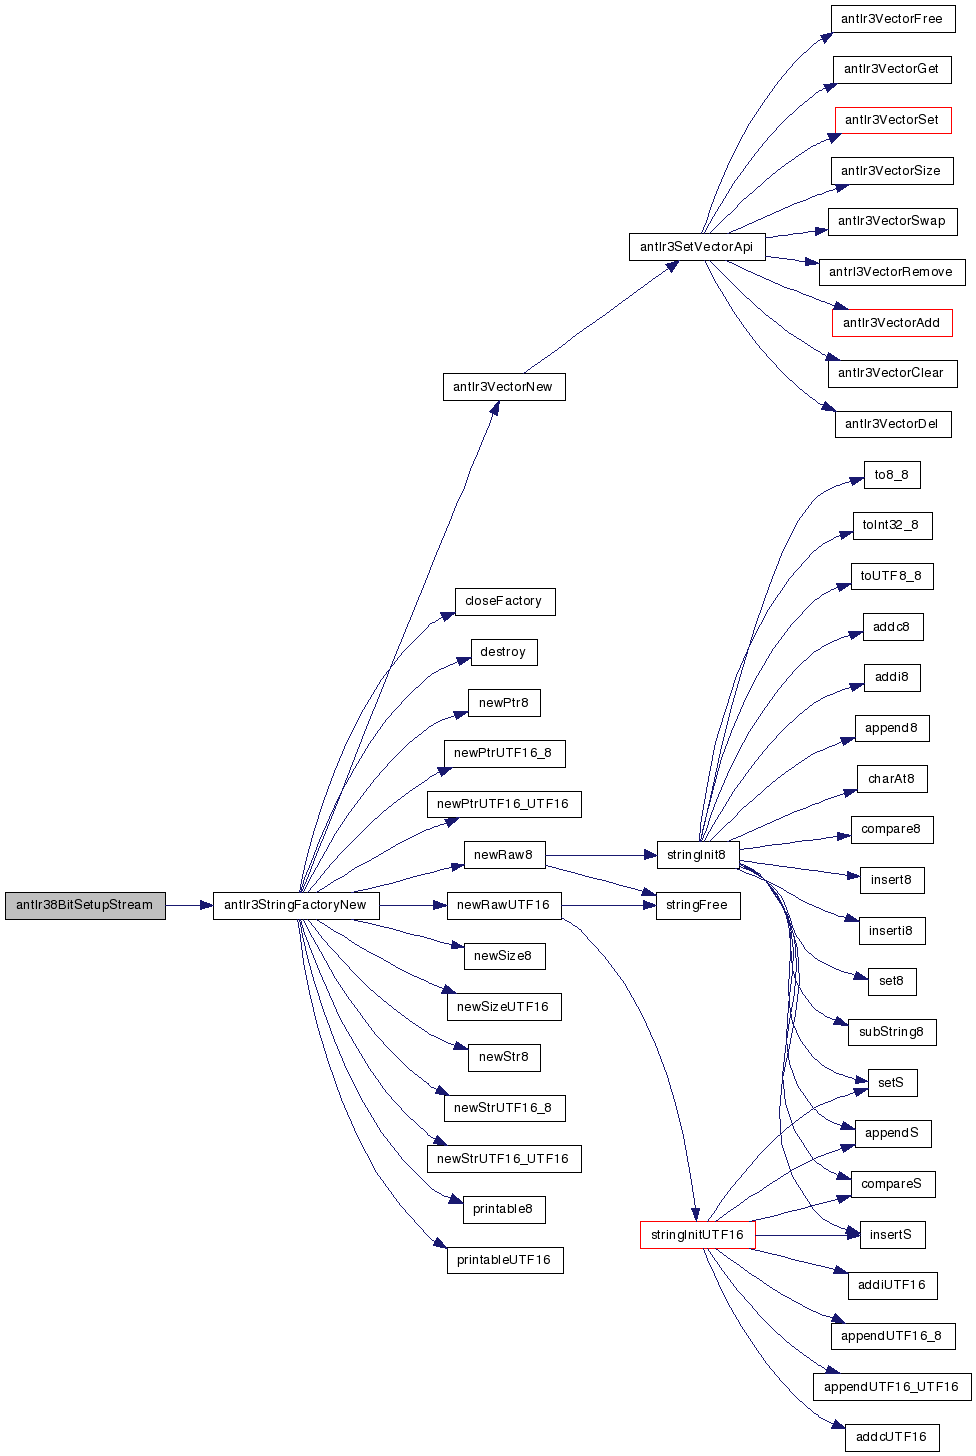 antlr3VectorFree
antlr3VectorGet
antlr3VectorSet
antlr3VectorSize
antlr3VectorSwap
antlr3SetVectorApi
antrl3VectorRemove
antlr3VectorAdd
antlr3VectorClear
antlr3VectorNew
antlr3VectorDel
to8_8
toInt32_8
toUTF8_8
closeFactory
addc8
destroy
addi8
newPtr8
append8
newPtrUTF16_8
charAt8
newPtrUTF16_UTF16
compare8
newRaw8
stringInit8
insert8
antlr38BitSetupStream
antlr3StringFactoryNew
newRawUTF16
stringFree
inserti8
newSize8
set8
newSizeUTF16
subString8
newStr8
setS
newStrUTF16_8
appendS
newStrUTF16_UTF16
compareS
printable8
stringInitUTF16
insertS
printableUTF16
addiUTF16
appendUTF16_8
appendUTF16_UTF16
addcUTF16